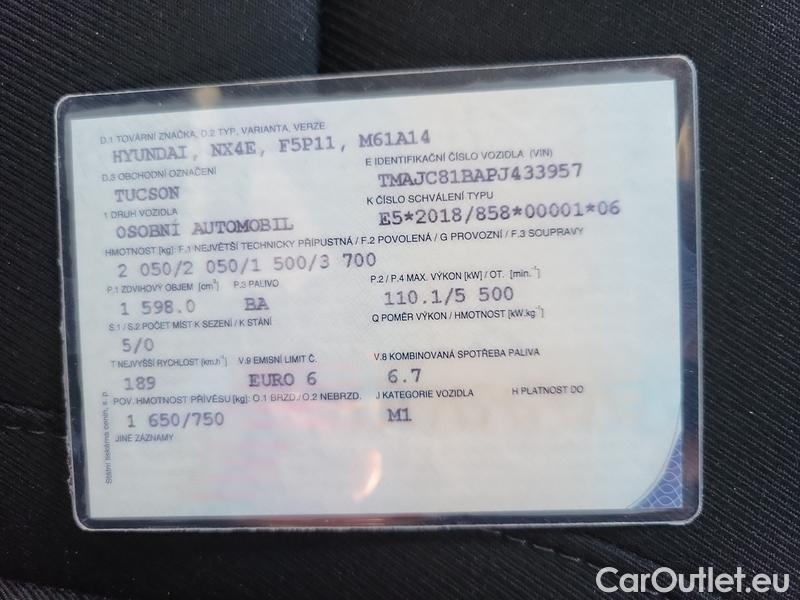 D.1 TOVÁRNÍ ZNAČKA, D.2 TYP, VARIANTA, VERZE
HYUNDAI, NX4E, F5P11, M61A14
D.3 OBCHODNÍ OZNAČENÍ
E IDENTIFIKAČNÍ ČÍSLO VOZIDLA (VIN)
TUCSON
TMAJC81BAPJ433957
1 DRUH VOZIDLA
K ČÍSLO SCHVÁLENÍ TYPU
OSOBNÍ AUTOMOBIL
E5*2018/858*00001*06
HMOTNOST [kg]: F.1 NEJVĚTŠÍ TECHNICKY PŘÍPUSTNÁ / F.2 POVOLENÁ / G PROVOZNÍ / F.3 SOUPRAVY
2 050/2 050/1 500/3 700
P.1 ZDVIHOVÝ OBJEM [cm³] P.3 PALIVO
P.2 / P.4 MAX. VÝKON [kW] / OT. [min.⁻¹]
1 598.0 BA
110.1/5 500
S.1 / S.2 POČET MÍST K SEZENÍ / K STÁNÍ
Q POMĚR VÝKON / HMOTNOST [kW.kg⁻¹]
5/0
T NEJVYŠŠÍ RYCHLOST [km.h⁻¹] V.9 EMISNÍ LIMIT Č.
V.8 KOMBINOVANÁ SPOTŘEBA PALIVA
189 EURO 6
6.7
POV. HMOTNOST PŘÍVĚSU [kg]: O.1 BRZD./ O.2 NEBRZD.
J KATEGORIE VOZIDLA H PLATNOST DO
1 650/750
M1
JINÉ ZÁZNAMY
Státní tiskárna cenin, s. p.
CarOutlet.eu